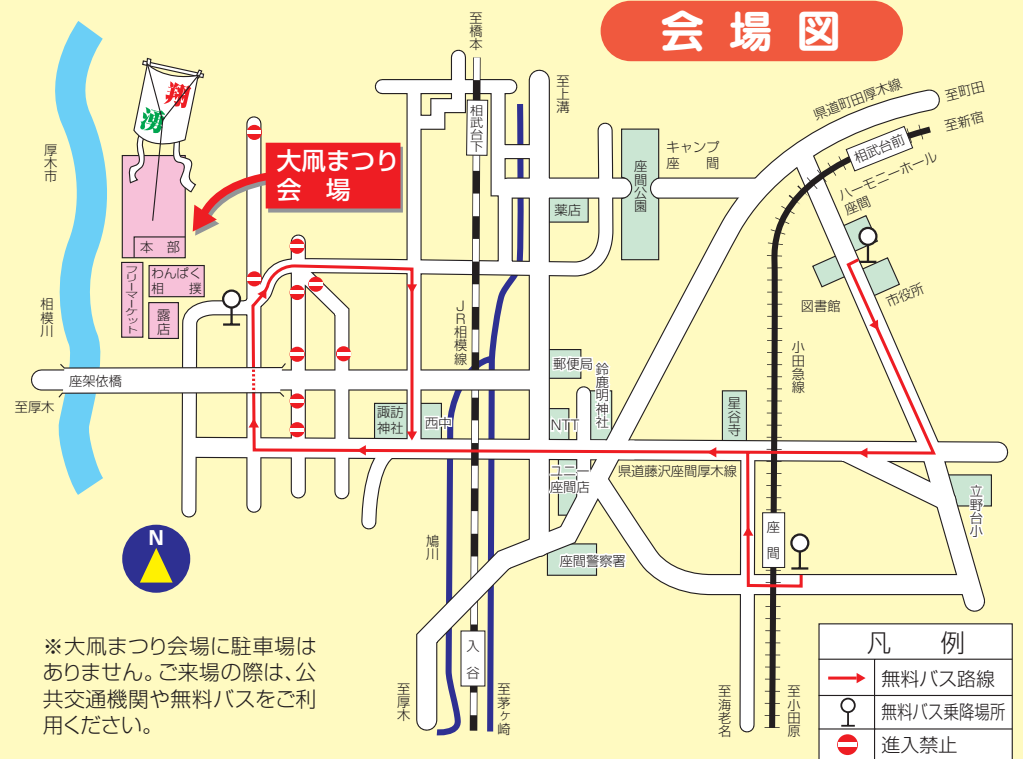 会場図
至橋本
至上溝
県道町田厚木線
至町田
至新宿
相武台下
相武台前
キャンプ
座間
ハーモニーホール
座間
翔
湧
厚木市
大凧まつり
会場
座間公園
薬店
本部
フリーマーケット
わんぱく
相撲
露店
市役所
図書館
相模川
JR相模線
小田急線
座架依橋
至厚木
郵便局
鈴鹿明神社
諏訪
神社
西中
NTT
星谷寺
ユニー
座間店
県道藤沢座間厚木線
立野台小
N
鳩川
座間警察署
座間
入谷
至厚木
至茅ヶ崎
至海老名
至小田原
※大凧まつり会場に駐車場は
ありません。ご来場の際は、公
共交通機関や無料バスをご利
用ください。
凡例
無料バス路線
無料バス乗降場所
進入禁止